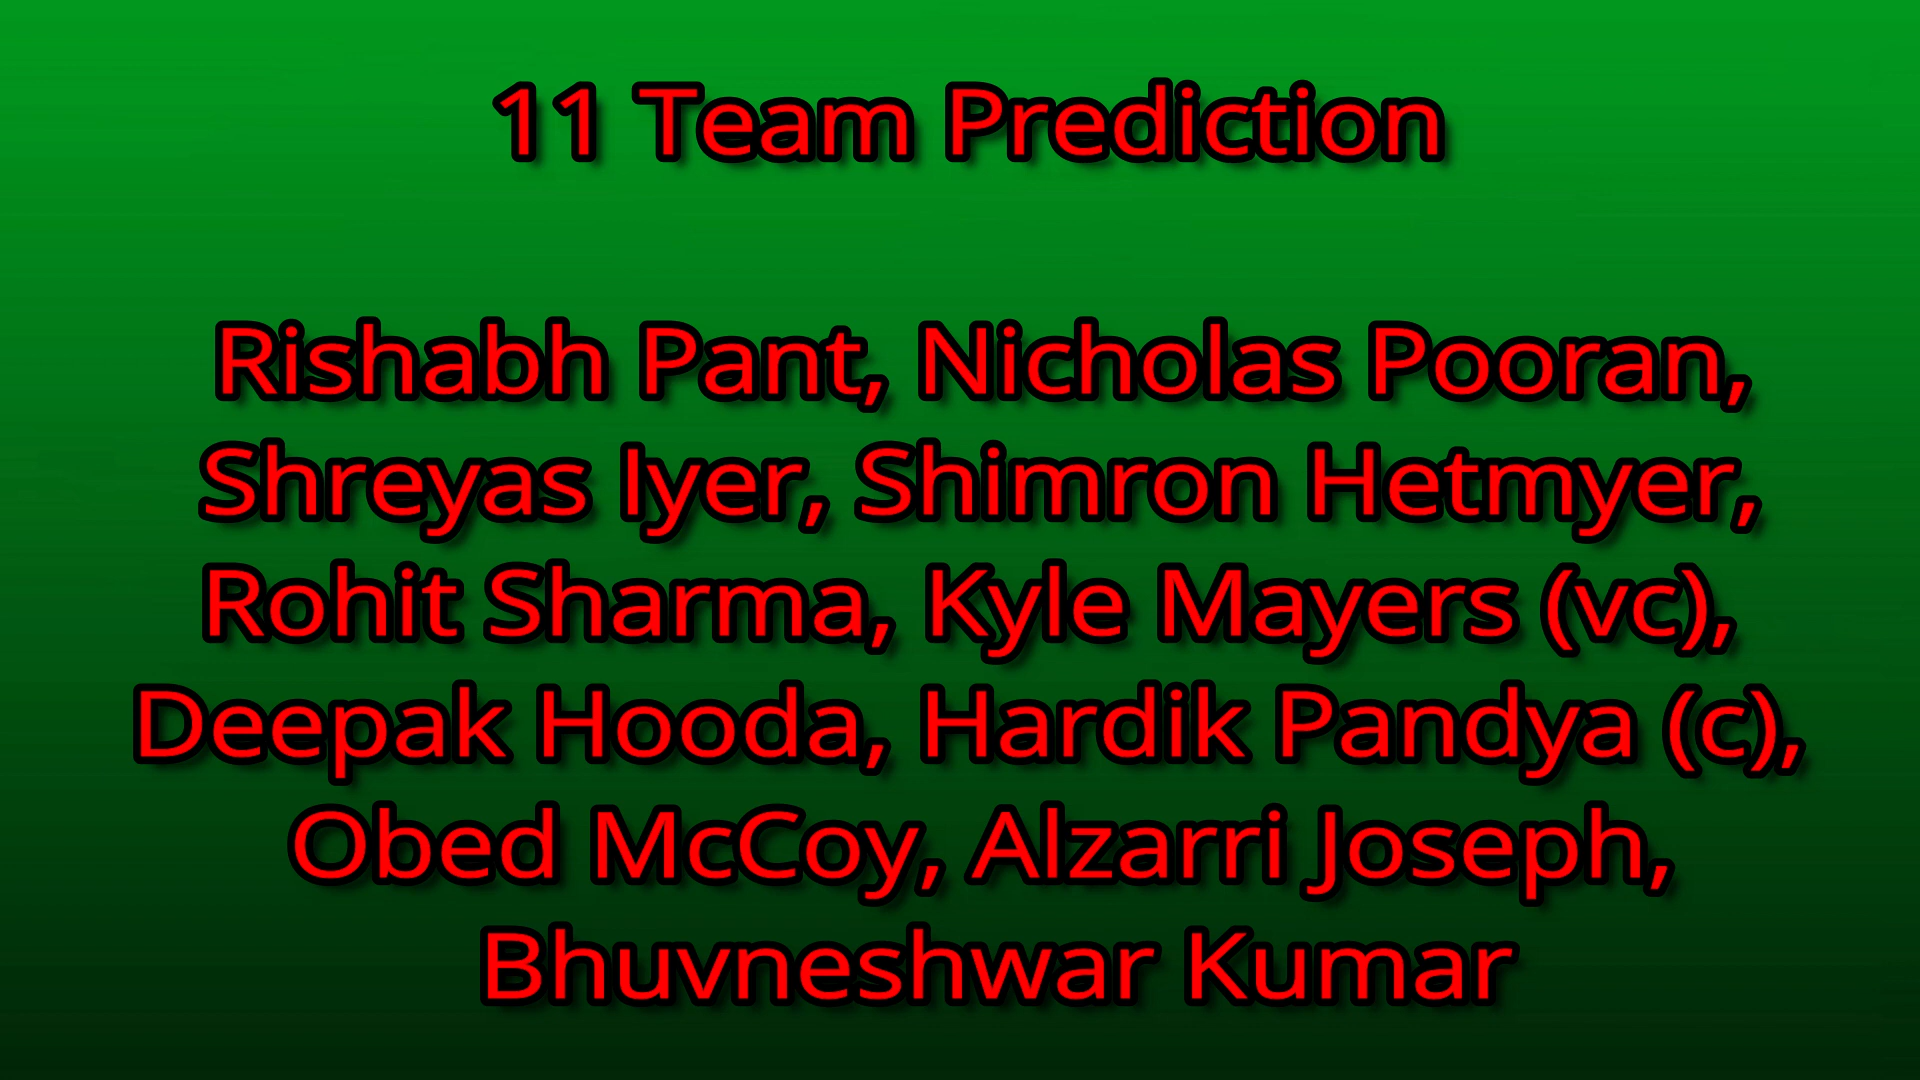 11 Team Prediction
Rishabh Pant, Nicholas Pooran,
Shreyas Iyer, Shimron Hetmyer,
Rohit Sharma, Kyle Mayers (vc),
Deepak Hooda, Hardik Pandya (c),
Obed McCoy, Alzarri Joseph,
Bhuvneshwar Kumar